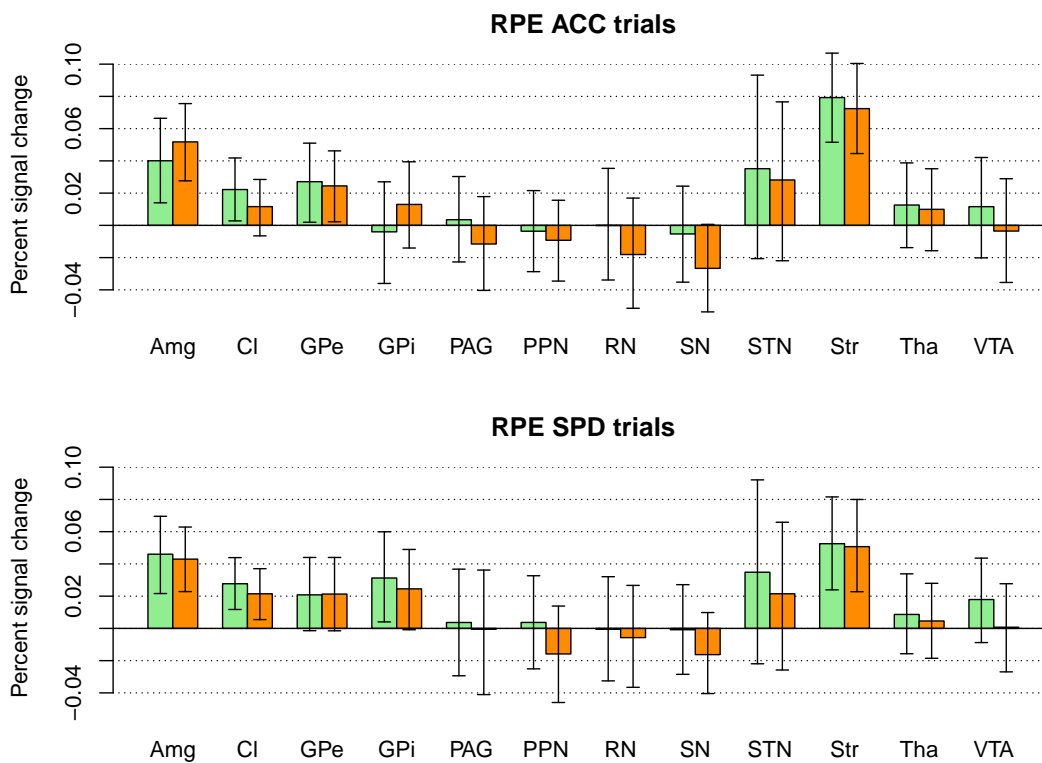 RPE ACC trials
Percent signal change
0.10
0.06
0.02
−0.04
Amg Cl GPe GPi PAG PPN RN SN STN Str Tha VTA
RPE SPD trials
Percent signal change
0.10
0.06
0.02
−0.04
Amg Cl GPe GPi PAG PPN RN SN STN Str Tha VTA